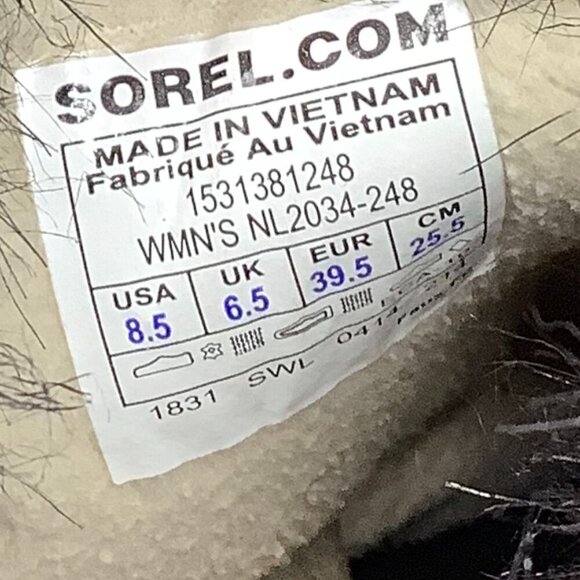 SOREL.COM
MADE IN VIETNAM
Fabriqué Au Vietnam
1531381248
WMN'S NL2034-248
USA UK EUR CM
8.5 6.5 39.5 25.5
1831 SWL